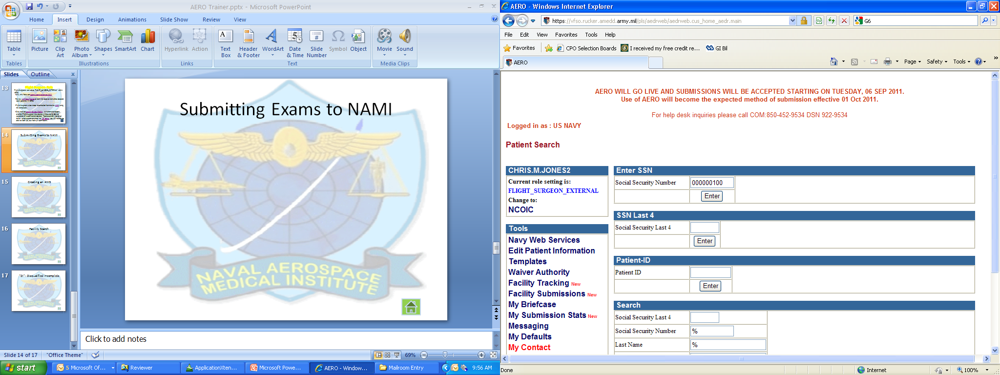 AERO Trainer.pptx - Microsoft PowerPoint
Home Insert Design Animations Slide Show Review View
Table Picture Clip Art Photo Album Shapes SmartArt Chart Hyperlink Action Text Box Header & Footer WordArt Date & Time Slide Number Symbol Object Movie Sound
Tables Illustrations Links Text Media Clips
Slides Outline
13
14
Submitting Exams to NAMI
15
Creating an AMS
16
Facility Search
17
"DI": Disqualified Incomplete
Submitting Exams to NAMI
NAVAL AEROSPACE
MEDICAL INSTITUTE
Click to add notes
Slide 14 of 17 "Office Theme" 69%
start 5 Microsoft Of... Reviewer ApplicationXten... Microsoft Powe... AERO - Window... Mailroom Entry 9:56 AM
AERO - Windows Internet Explorer
https://vfso.rucker.amedd.army.mil/pls/aedrweb/aedrweb.cus_home_aedr.main
G6
File Edit View Favorites Tools Help
Favorites CPO Selection Boards I received my free credit re... GI Bil
AERO Page Safety Tools
AERO WILL GO LIVE AND SUBMISSIONS WILL BE ACCEPTED STARTING ON TUESDAY, 06 SEP 2011.
Use of AERO will become the expected method of submission effective 01 Oct 2011.
For help desk inquiries please call COM:850-452-9534 DSN 922-9534
Logged in as : US NAVY
Patient Search
CHRIS.M.JONES2
Current role setting is:
FLIGHT_SURGEON_EXTERNAL
Change to:
NCOIC
Tools
Navy Web Services
Edit Patient Information
Templates
Waiver Authority
Facility Tracking New
Facility Submissions New
My Briefcase
My Submission Stats New
Messaging
My Defaults
My Contact
Enter SSN
Social Security Number 000000100
Enter
SSN Last 4
Social Security Last 4
Enter
Patient-ID
Patient ID
Enter
Search
Social Security Last 4
Social Security Number %
Last Name %
Done Internet 100%